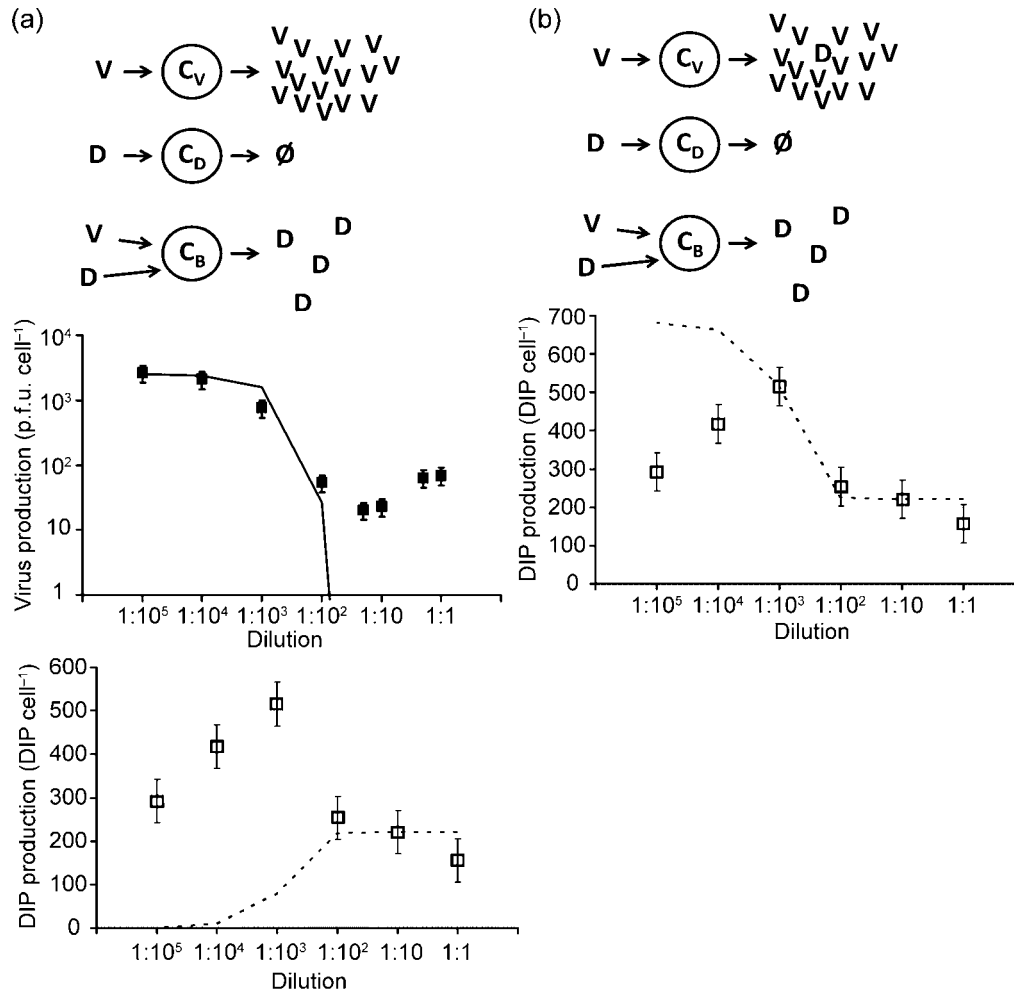 (a)
V → C_V → V V V V V V V V V V V V V V V V V
D → C_D → Ø
V
D → C_B → D D D D
Virus production (p.f.u. cell⁻¹)
10⁴
10³
10²
10
1
1:10⁵ 1:10⁴ 1:10³ 1:10² 1:10 1:1
Dilution
DIP production (DIP cell⁻¹)
600
500
400
300
200
100
0
1:10⁵ 1:10⁴ 1:10³ 1:10² 1:10 1:1
Dilution
(b)
V → C_V → V V V V V D V V V V V V V V V V V
D → C_D → Ø
V
D → C_B → D D D D
DIP production (DIP cell⁻¹)
700
600
500
400
300
200
100
0
1:10⁵ 1:10⁴ 1:10³ 1:10² 1:10 1:1
Dilution